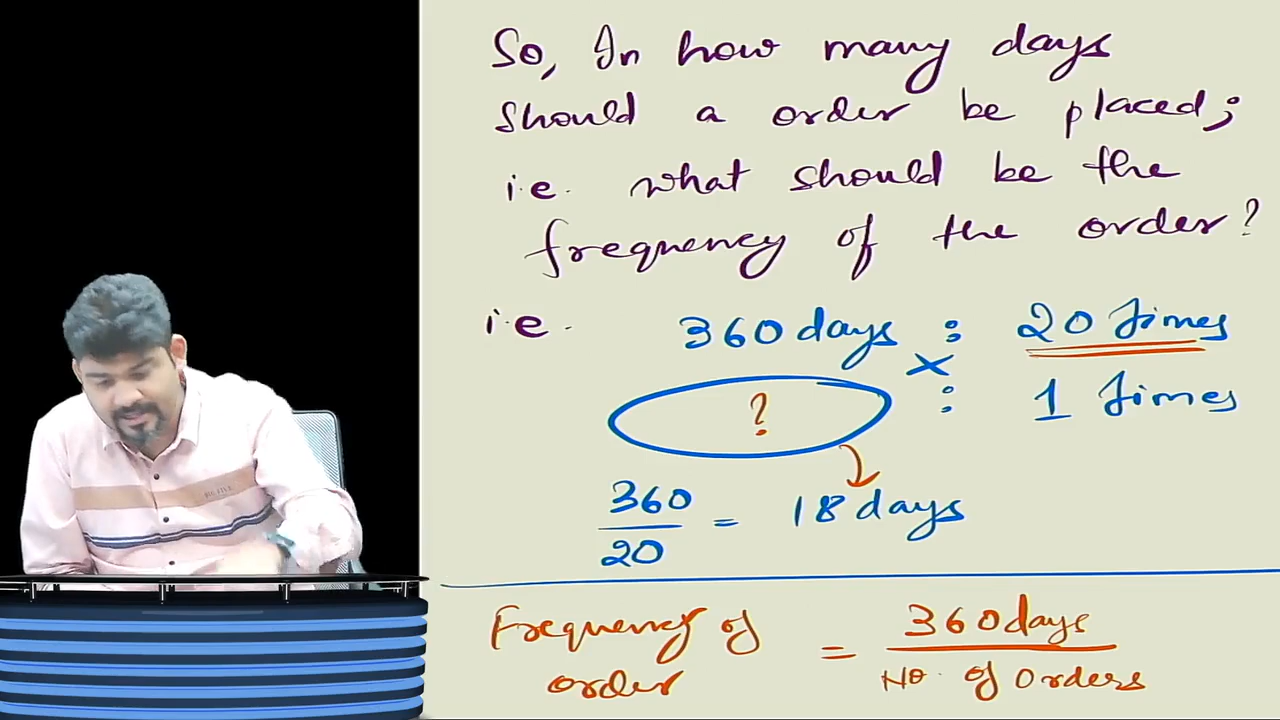 So, In how many days
should a order be placed;
i.e. what should be the
frequency of the order?
i.e. 360 days : 20 times
×
? : 1 times
360/20 = 18 days
Frequency of order = 360 days / No. of orders